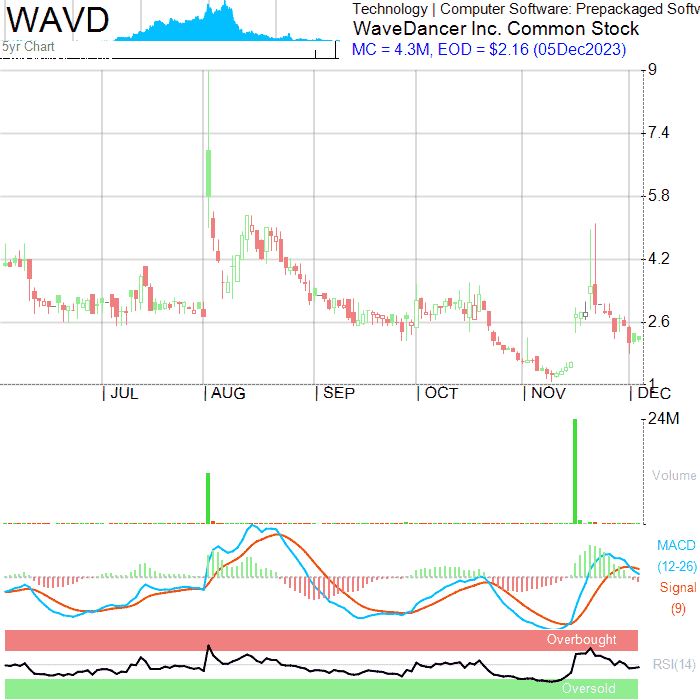 WAVD
Technology | Computer Software: Prepackaged Softw
WaveDancer Inc. Common Stock
5yr Chart
MC = 4.3M, EOD = $2.16 (05Dec2023)
9
7.4
5.8
4.2
2.6
1
| JUL | AUG | SEP | OCT | NOV | DEC
24M
Volume
MACD
(12-26)
Signal
(9)
Overbought
RSI(14)
Oversold